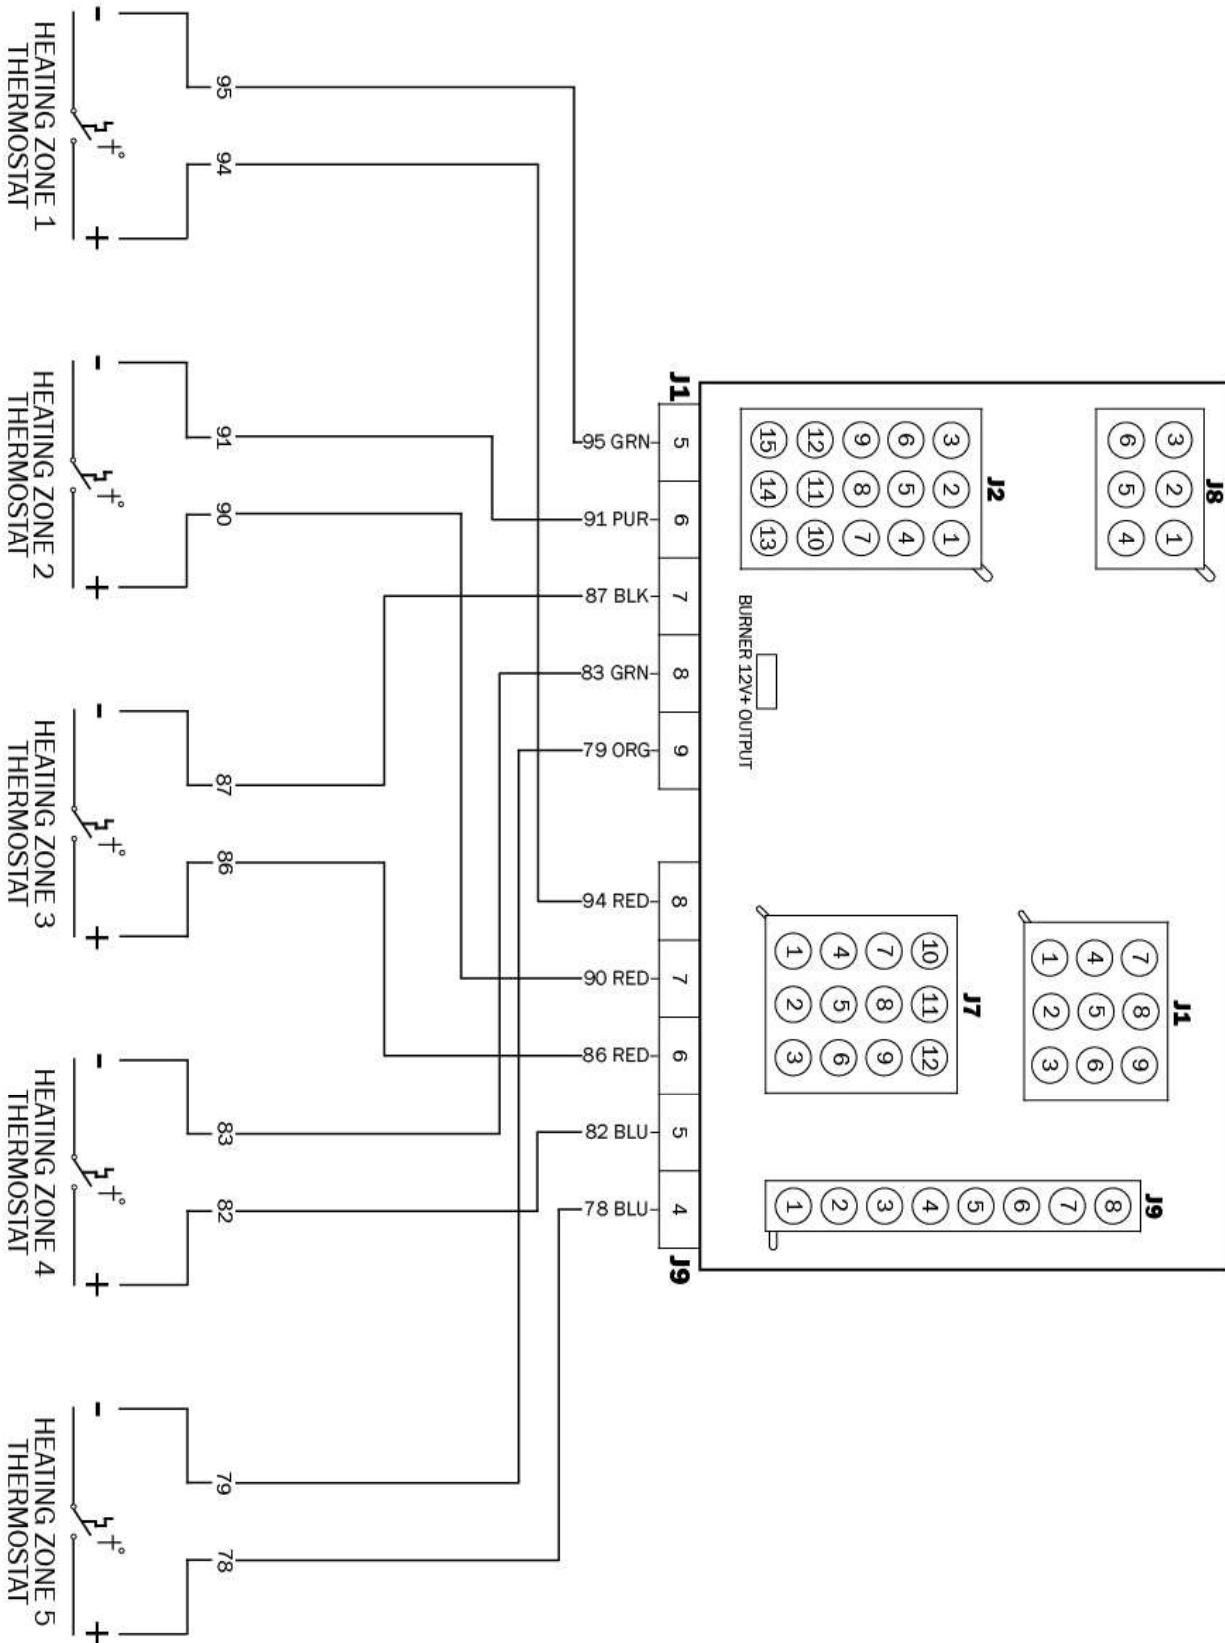 J8
3 2 1
6 5 4
J2
3 2 1
6 5 4
9 8 7
12 11 10
15 14 13
BURNER 12V+ OUTPUT
J1
7 8 9
4 5 6
1 2 3
J7
10 11 12
7 8 9
4 5 6
1 2 3
J9
8
7
6
5
4
3
2
1
J1
5 6 7 8 9
8 7 6 5 4
J9
95 GRN
91 PUR
87 BLK
83 GRN
79 ORG
94 RED
90 RED
86 RED
82 BLU
78 BLU
95 94
91 90
87 86
83 82
79 78
- +
HEATING ZONE 1
THERMOSTAT
- +
HEATING ZONE 2
THERMOSTAT
- +
HEATING ZONE 3
THERMOSTAT
- +
HEATING ZONE 4
THERMOSTAT
- +
HEATING ZONE 5
THERMOSTAT